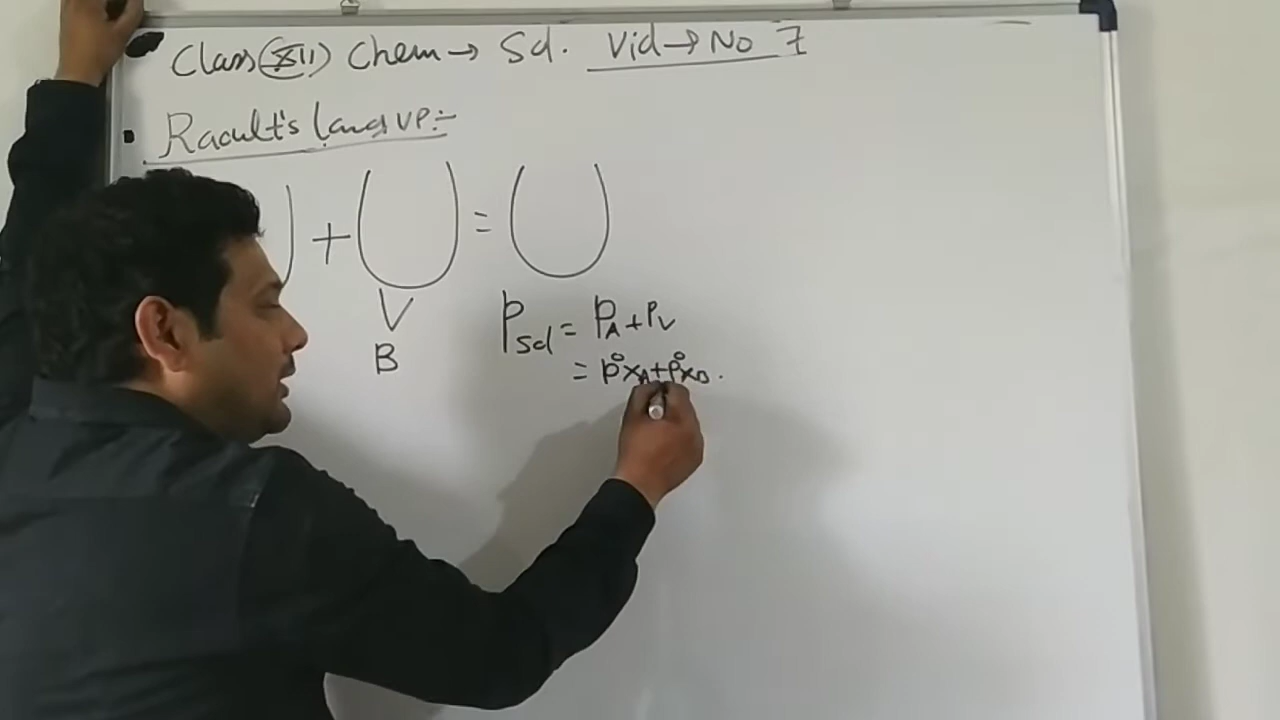 Class (XII) Chem → Sol. Vid → No 7
• Raoult's law VP:-
+ =
V
B
Psol = PA + PV
= p°xA + p°xB.